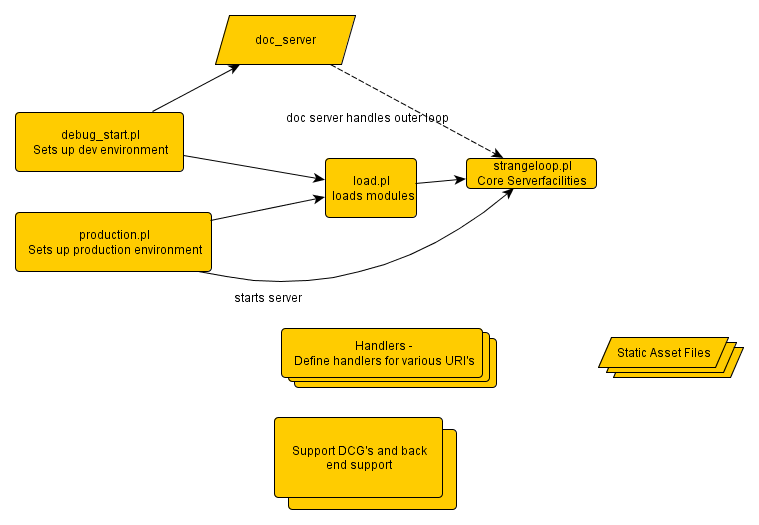 doc_server
doc server handles outer loop
debug_start.pl
Sets up dev environment
strangeloop.pl
Core Serverfacilities
load.pl
loads modules
production.pl
Sets up production environment
starts server
Handlers -
Define handlers for various URI's
Static Asset Files
Support DCG's and back
end support